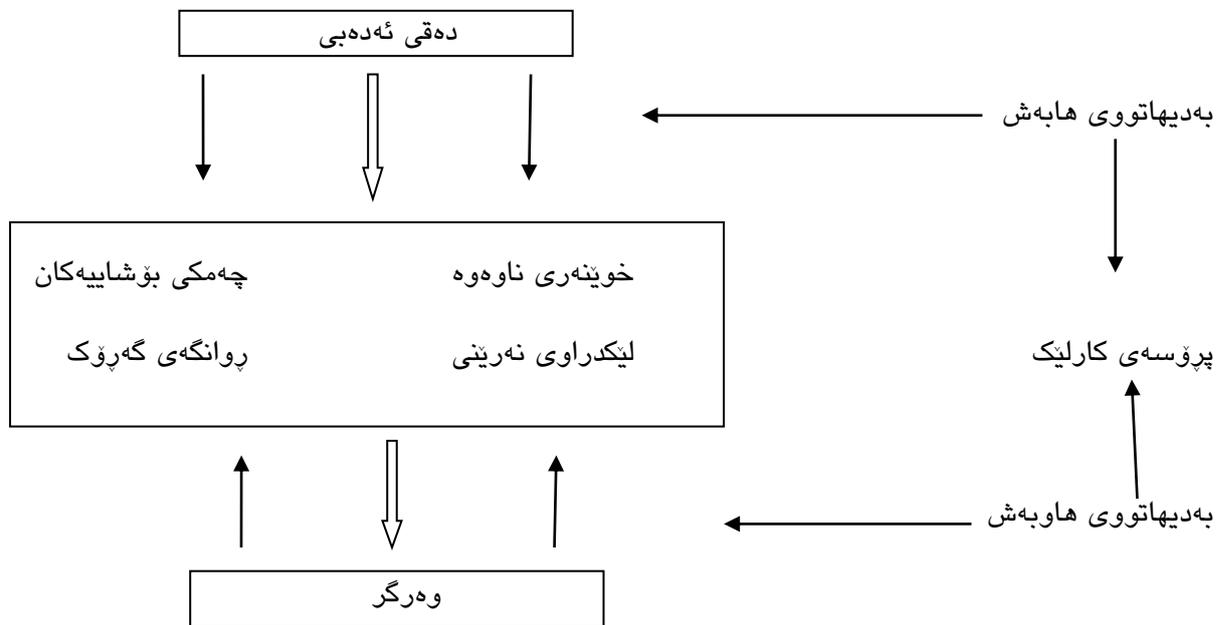 دەقی ئەدەبی
بەدیهاتووی هابەش
خوێنەری ناوەوە
چەمکی بۆشاییەکان
لێکدراوی نەرێنی
ڕوانگەی گەڕۆک
پڕۆسەی کارلێک
بەدیهاتووی هاوبەش
وەرگر